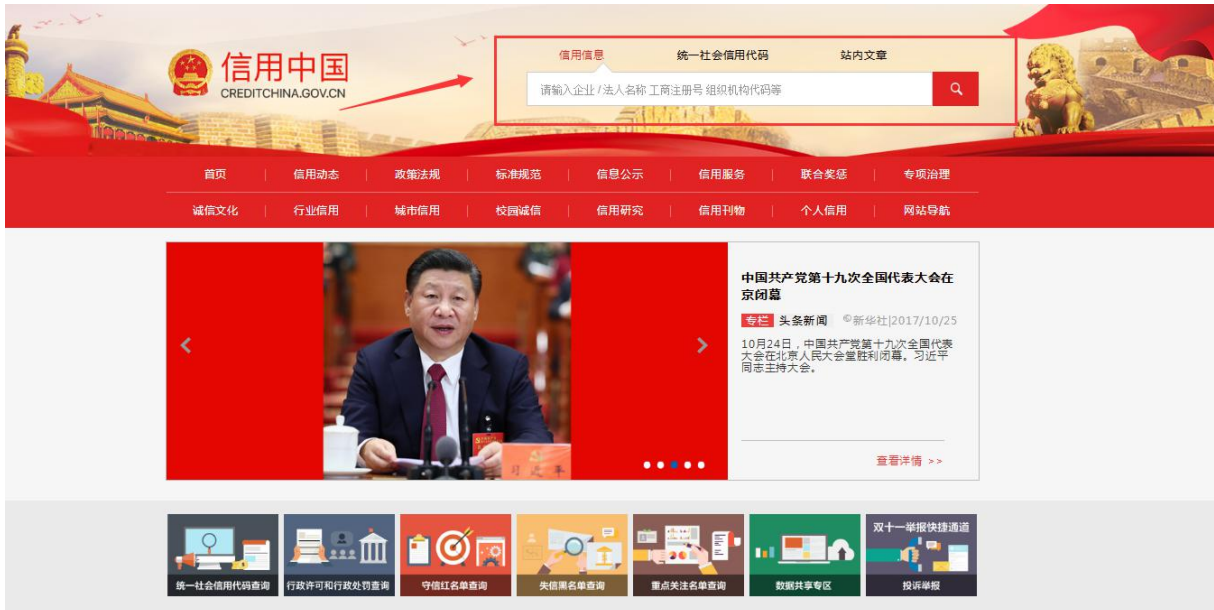 信用信息 统一社会信用代码 站内文章
信用中国
CREDITCHINA.GOV.CN
请输入企业/法人名称 工商注册号 组织机构代码等
首页 | 信用动态 | 政策法规 | 标准规范 | 信息公示 | 信用服务 | 联合奖惩 | 专项治理
诚信文化 | 行业信用 | 城市信用 | 校园诚信 | 信用研究 | 信用刊物 | 个人信用 | 网站导航
中国共产党第十九次全国代表大会在
京闭幕
专栏 头条新闻 ©新华社|2017/10/25
10月24日,中国共产党第十九次全国代表
大会在北京人民大会堂胜利闭幕。习近平
同志主持大会。
习近平
查看详情 >>
双十一举报快捷通道
统一社会信用代码查询 行政许可和行政处罚查询 守信红名单查询 失信黑名单查询 重点关注名单查询 数据共享专区 投诉举报